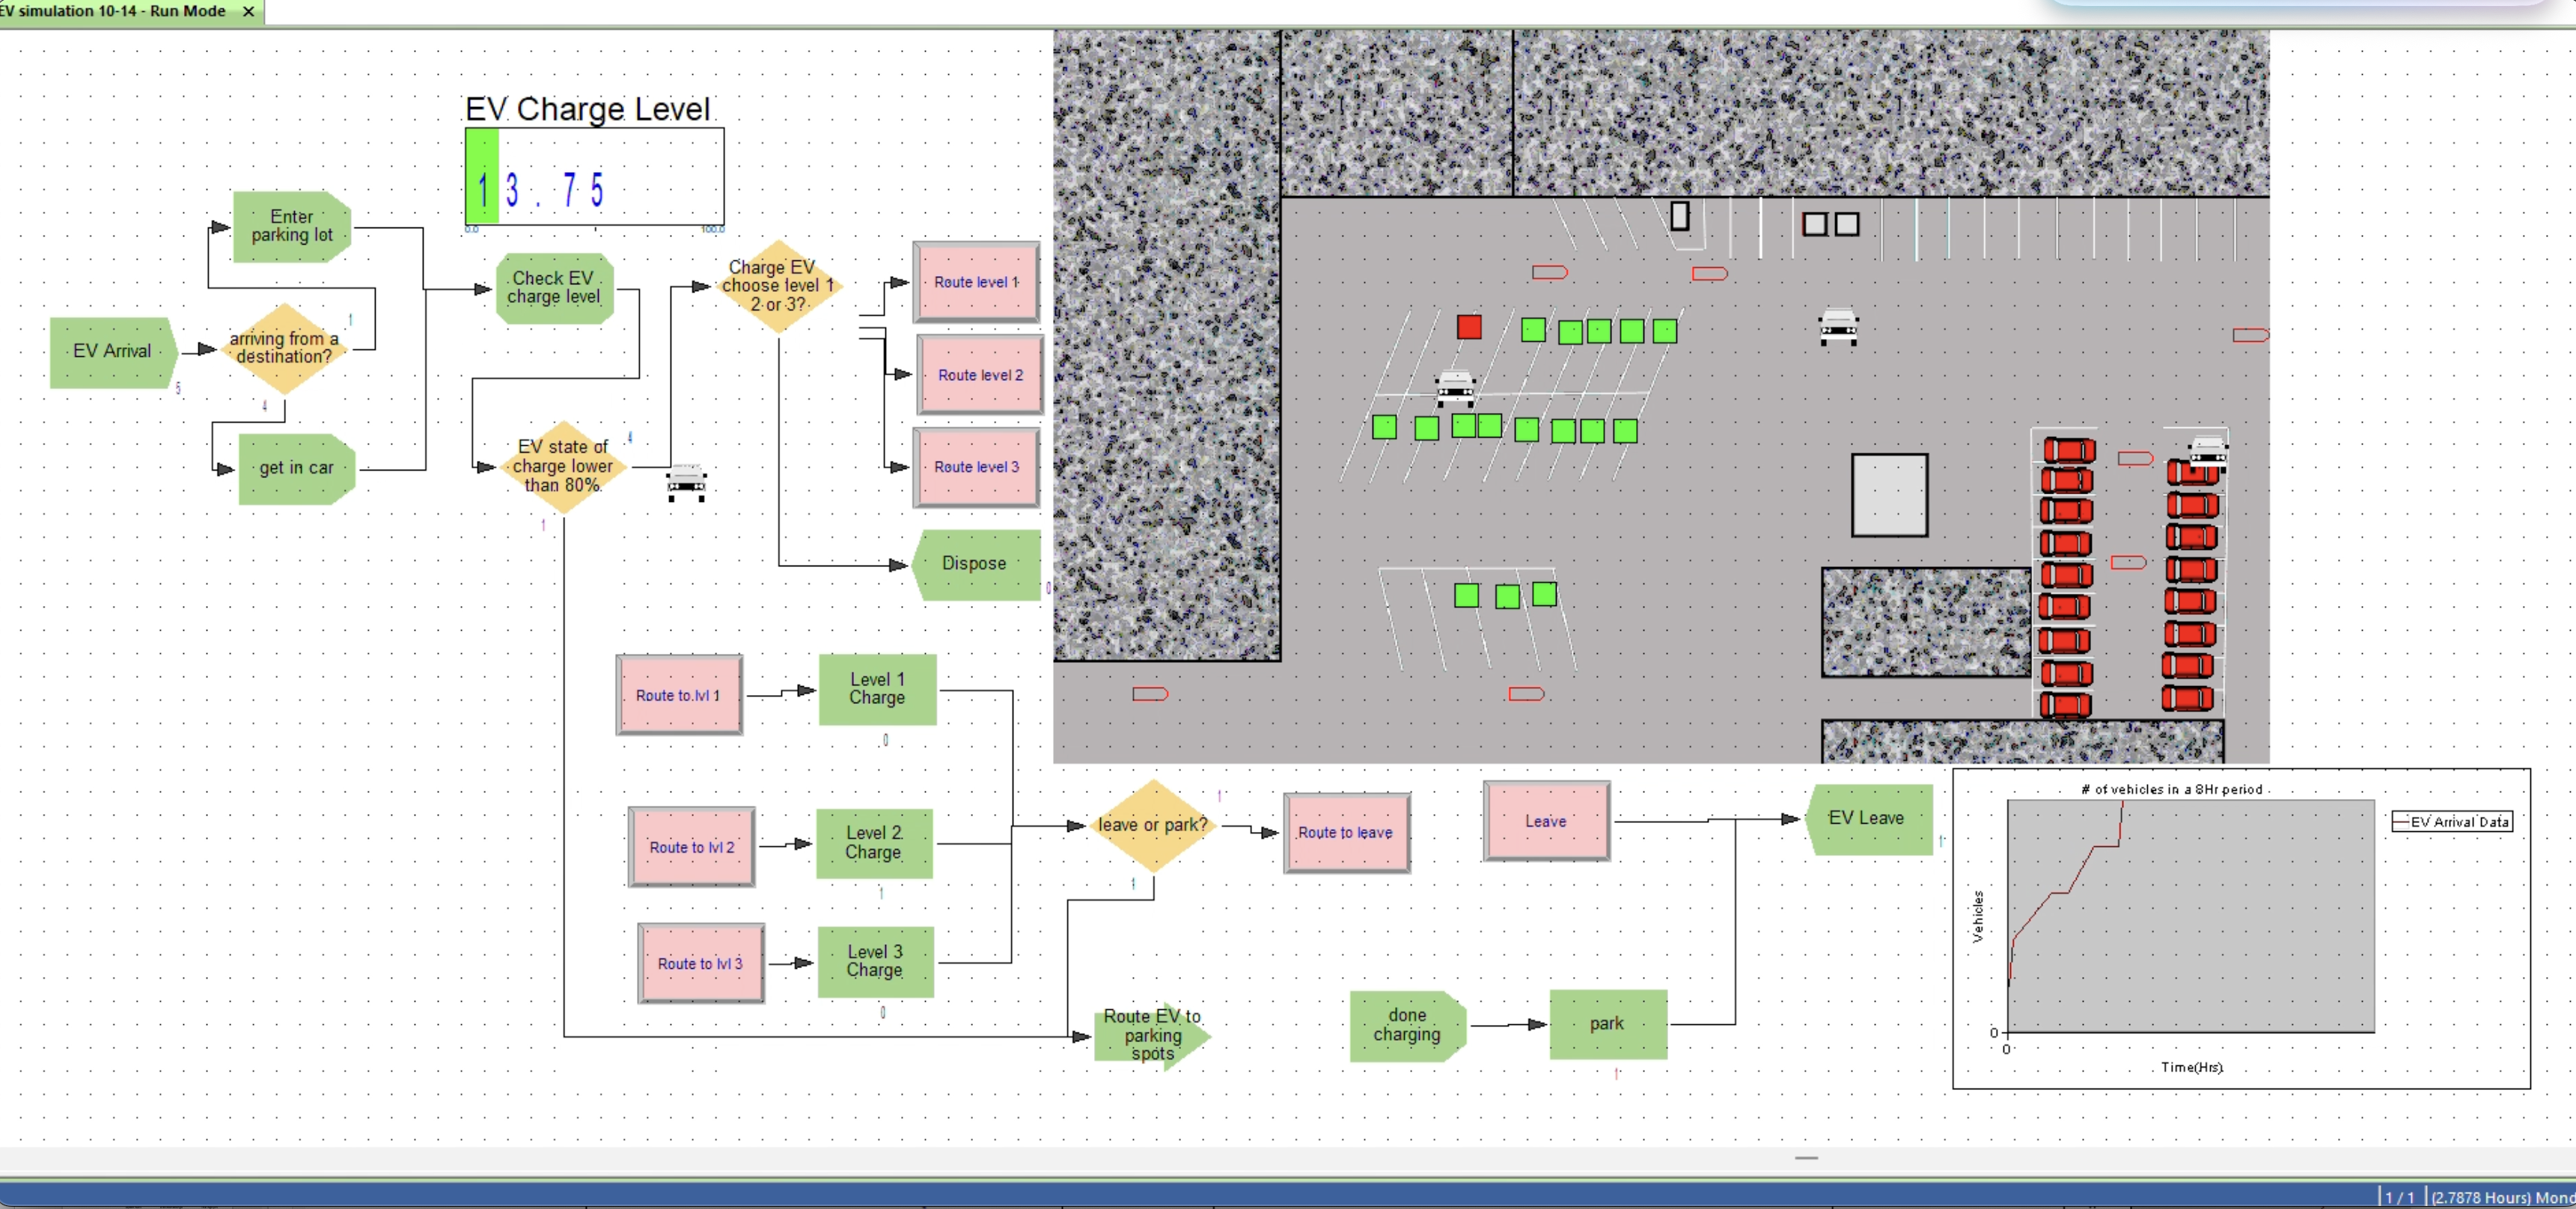 EV simulation 10-14 - Run Mode ✕
EV Charge Level
13.75
0.0
100.0
Enter
parking lot
EV Arrival
5
arriving from a
destination?
1
4
get in car
Check EV
charge level
EV state of
charge lower
than 80%
4
1
Charge EV
choose level 1
2 or 3?
Route level 1
Route level 2
Route level 3
Dispose
0
Route to lvl 1
Level 1
Charge
0
Route to lvl 2
Level 2
Charge
1
Route to lvl 3
Level 3
Charge
0
leave or park?
1
1
Route to leave
Leave
EV Leave
1
Route EV to
parking
spots
done
charging
park
1
# of vehicles in a 8Hr period
EV Arrival Data
Vehicles
0
0
Time(Hrs)
1 / 1
(2.7878 Hours) Mond